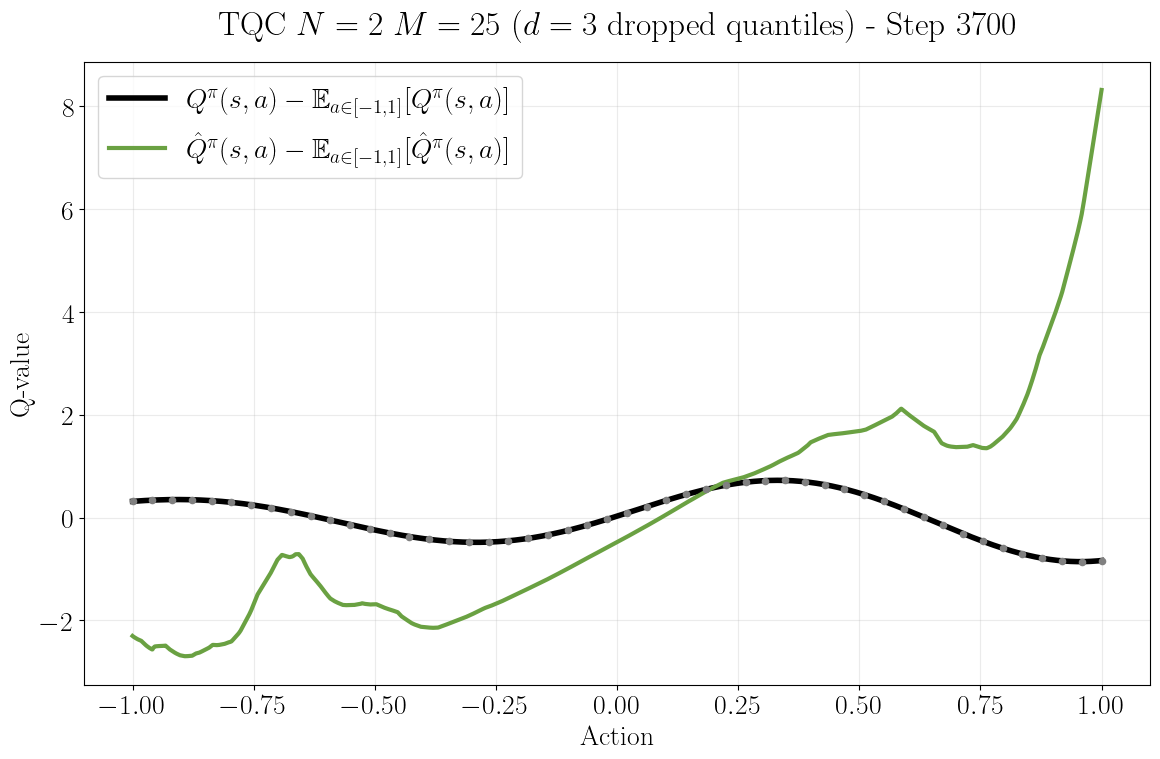 TQC $N = 2$ $M = 25$ ($d = 3$ dropped quantiles) - Step 3700
$Q^{\pi}(s, a) - \mathbb{E}_{a \in [-1,1]}[Q^{\pi}(s, a)]$
$\hat{Q}^{\pi}(s, a) - \mathbb{E}_{a \in [-1,1]}[\hat{Q}^{\pi}(s, a)]$
Q-value
8
6
4
2
0
−2
−1.00 −0.75 −0.50 −0.25 0.00 0.25 0.50 0.75 1.00
Action